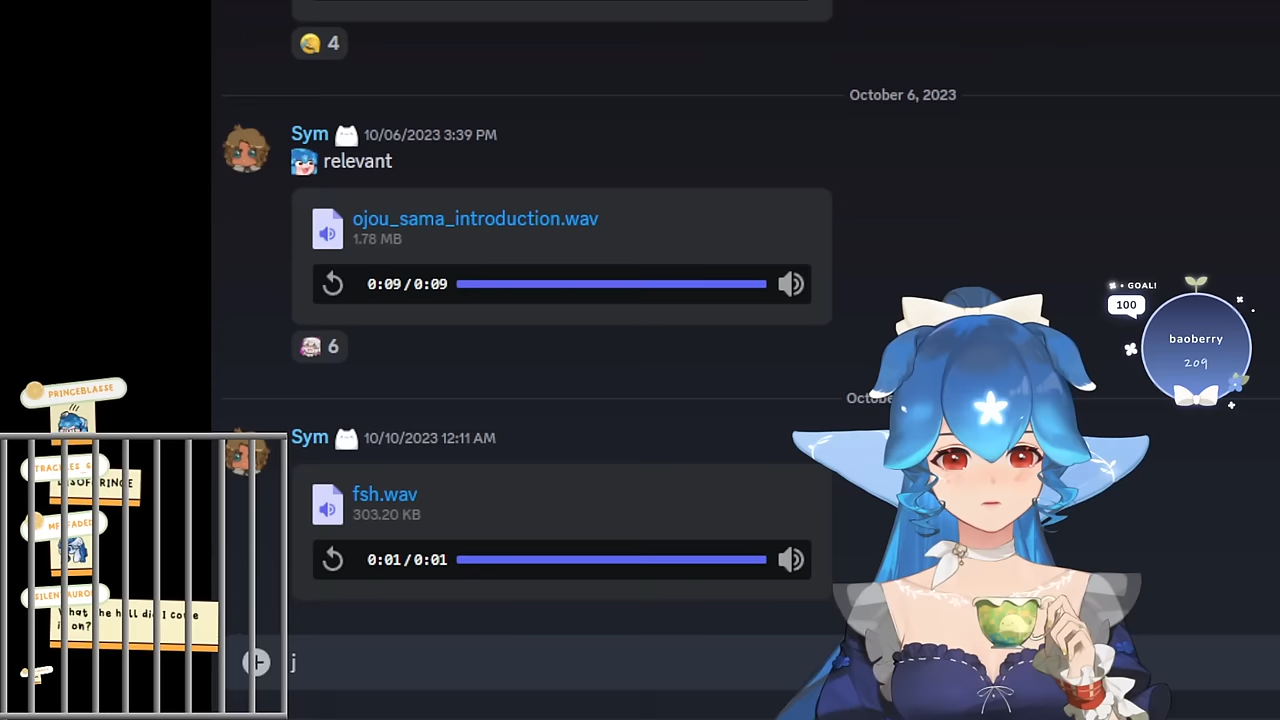 4
October 6, 2023
Sym 10/06/2023 3:39 PM
relevant
ojou_sama_introduction.wav
1.78 MB
0:09/0:09
6
Sym 10/10/2023 12:11 AM
fsh.wav
303.20 KB
0:01/0:01
j
GOAL!
100
baoberry
209
PRINCEBLASSE
What the hell did I come
in on?